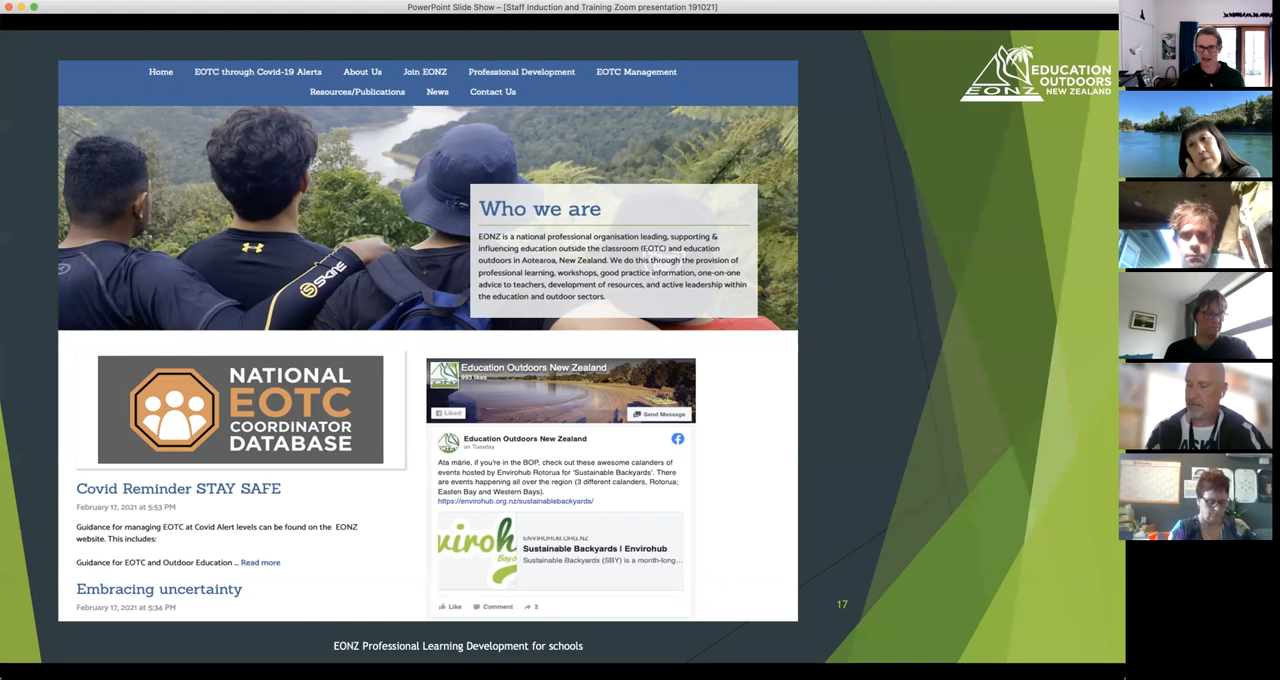 PowerPoint Slide Show – [Staff Induction and Training Zoom presentation 191021]
Home EOTC through Covid-19 Alerts About Us Join EONZ Professional Development EOTC Management
Resources/Publications News Contact Us
EONZ
EDUCATION
OUTDOORS
NEW ZEALAND
SKINS
Who we are
EONZ is a national professional organisation leading, supporting &
influencing education outside the classroom (EOTC) and education
outdoors in Aotearoa, New Zealand. We do this through the provision of
professional learning, workshops, good practice information, one-on-one
advice to teachers, development of resources, and active leadership within
the education and outdoor sectors.
NATIONAL
EOTC
COORDINATOR
DATABASE
Covid Reminder STAY SAFE
February 17, 2021 at 5:53 PM
Guidance for managing EOTC at Covid Alert levels can be found on the EONZ
website. This includes:
Guidance for EOTC and Outdoor Education ... Read more
Embracing uncertainty
February 17, 2021 at 5:34 PM
Education Outdoors New Zealand
993 likes
Liked
Send Message
Education Outdoors New Zealand
on Tuesday
Ata mārie, if you're in the BOP, check out these awesome calanders of
events hosted by Envirohub Rotorua for 'Sustainable Backyards'. There
are events happening all over the region (3 different calanders, Rotorua;
Easten Bay and Western Bays).
https://envirohub.org.nz/sustainablebackyards/
ENVIROHUB.ORG.NZ
Sustainable Backyards I Envirohub
Sustainable Backyards (SBY) is a month-long...
Like Comment 2
17
EONZ Professional Learning Development for schools